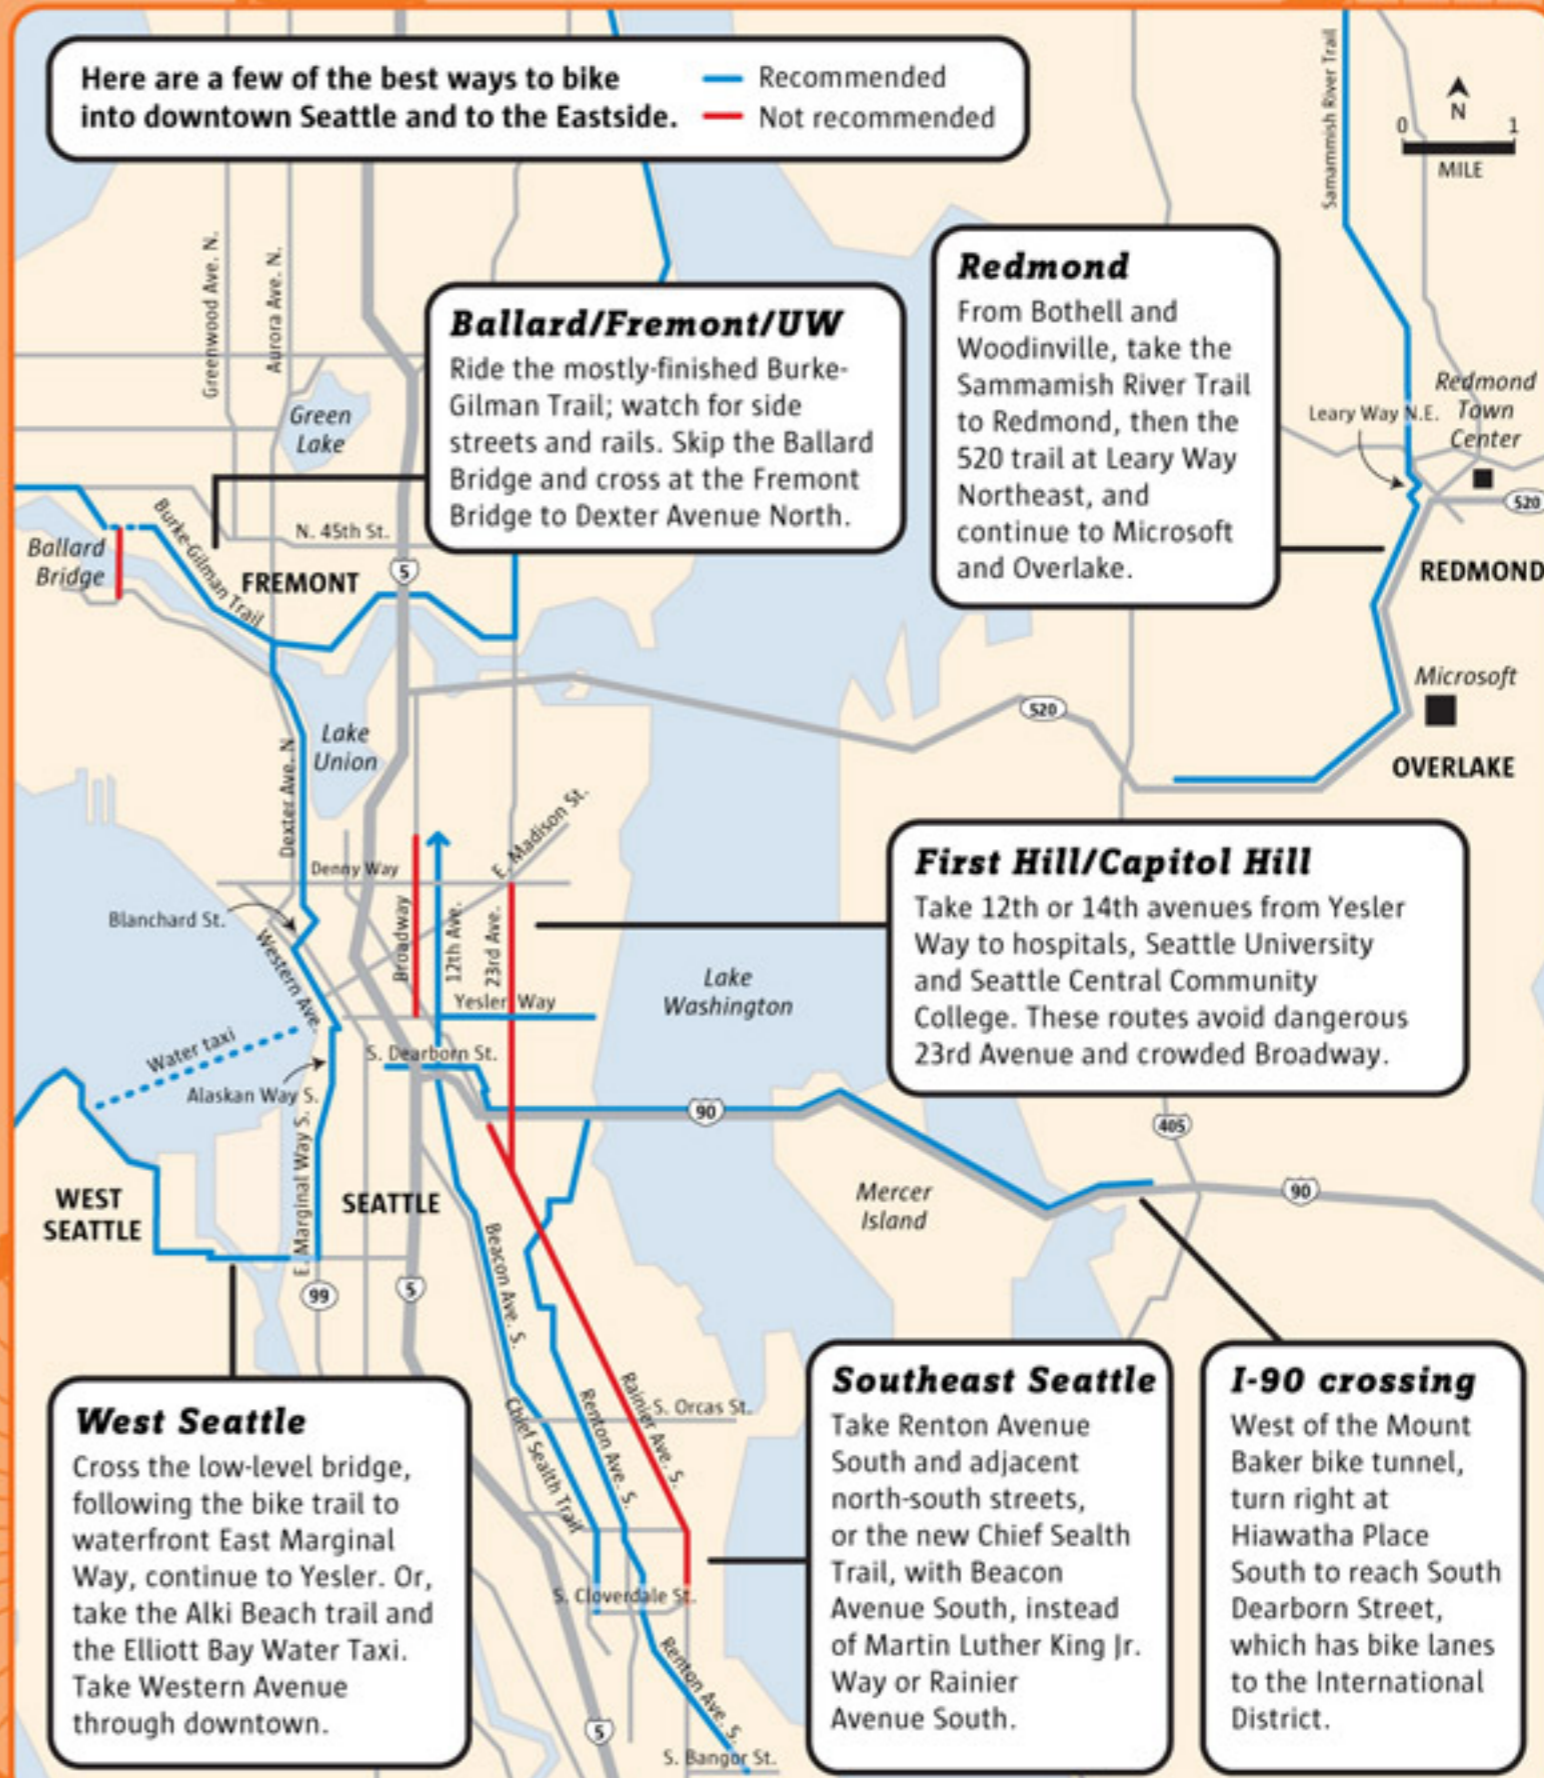 Here are a few of the best ways to bike
into downtown Seattle and to the Eastside.
Recommended
Not recommended
Samammish River Trail
N
0 1
MILE
Greenwood Ave. N.
Aurora Ave. N.
Green
Lake
Ballard/Fremont/UW
Ride the mostly-finished Burke-
Gilman Trail; watch for side
streets and rails. Skip the Ballard
Bridge and cross at the Fremont
Bridge to Dexter Avenue North.
Redmond
From Bothell and
Woodinville, take the
Sammamish River Trail
to Redmond, then the
520 trail at Leary Way
Northeast, and
continue to Microsoft
and Overlake.
Leary Way N.E.
Redmond
Town
Center
520
REDMOND
Microsoft
OVERLAKE
Ballard
Bridge
Burke-Gilman Trail
N. 45th St.
FREMONT
5
Lake
Union
520
Dexter Ave. N
Denny Way
E. Madison St.
Blanchard St.
Western Ave.
Broadway
12th Ave.
23rd Ave.
Yesler Way
Lake
Washington
First Hill/Capitol Hill
Take 12th or 14th avenues from Yesler
Way to hospitals, Seattle University
and Seattle Central Community
College. These routes avoid dangerous
23rd Avenue and crowded Broadway.
Water taxi
S. Dearborn St.
Alaskan Way S.
90
405
WEST
SEATTLE
E. Marginal Way S.
SEATTLE
Mercer
Island
90
99
5
Beacon Ave. S.
Chief Sealth Trail
Renton Ave. S.
Rainier Ave. S.
S. Orcas St.
S. Cloverdale St.
Renton Ave. S.
5
S. Bangor St.
West Seattle
Cross the low-level bridge,
following the bike trail to
waterfront East Marginal
Way, continue to Yesler. Or,
take the Alki Beach trail and
the Elliott Bay Water Taxi.
Take Western Avenue
through downtown.
Southeast Seattle
Take Renton Avenue
South and adjacent
north-south streets,
or the new Chief Sealth
Trail, with Beacon
Avenue South, instead
of Martin Luther King Jr.
Way or Rainier
Avenue South.
I-90 crossing
West of the Mount
Baker bike tunnel,
turn right at
Hiawatha Place
South to reach South
Dearborn Street,
which has bike lanes
to the International
District.